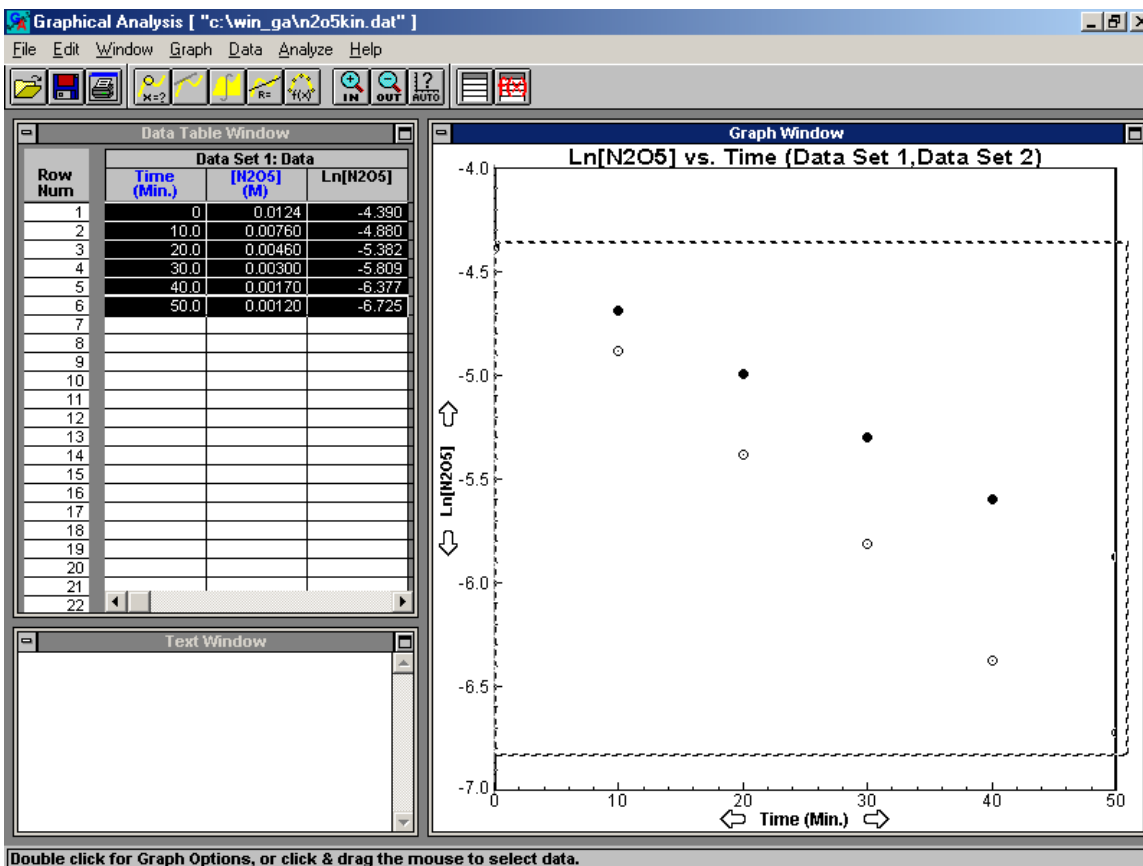 Graphical Analysis [ "c:\win_ga\n2o5kin.dat" ]
File Edit Window Graph Data Analyze Help
X=? R= f(x) IN OUT ? AUTO f(x)
Data Table Window
Data Set 1: Data
Row Num Time (Min.) [N2O5] (M) Ln[N2O5]
1 0 0.0124 -4.390
2 10.0 0.00760 -4.880
3 20.0 0.00460 -5.382
4 30.0 0.00300 -5.809
5 40.0 0.00170 -6.377
6 50.0 0.00120 -6.725
7
8
9
10
11
12
13
14
15
16
17
18
19
20
21
22
Text Window
Graph Window
Ln[N2O5] vs. Time (Data Set 1,Data Set 2)
-4.0
-4.5
-5.0
-5.5
-6.0
-6.5
-7.0
Ln[N2O5]
0 10 20 30 40 50
Time (Min.)
Double click for Graph Options, or click & drag the mouse to select data.